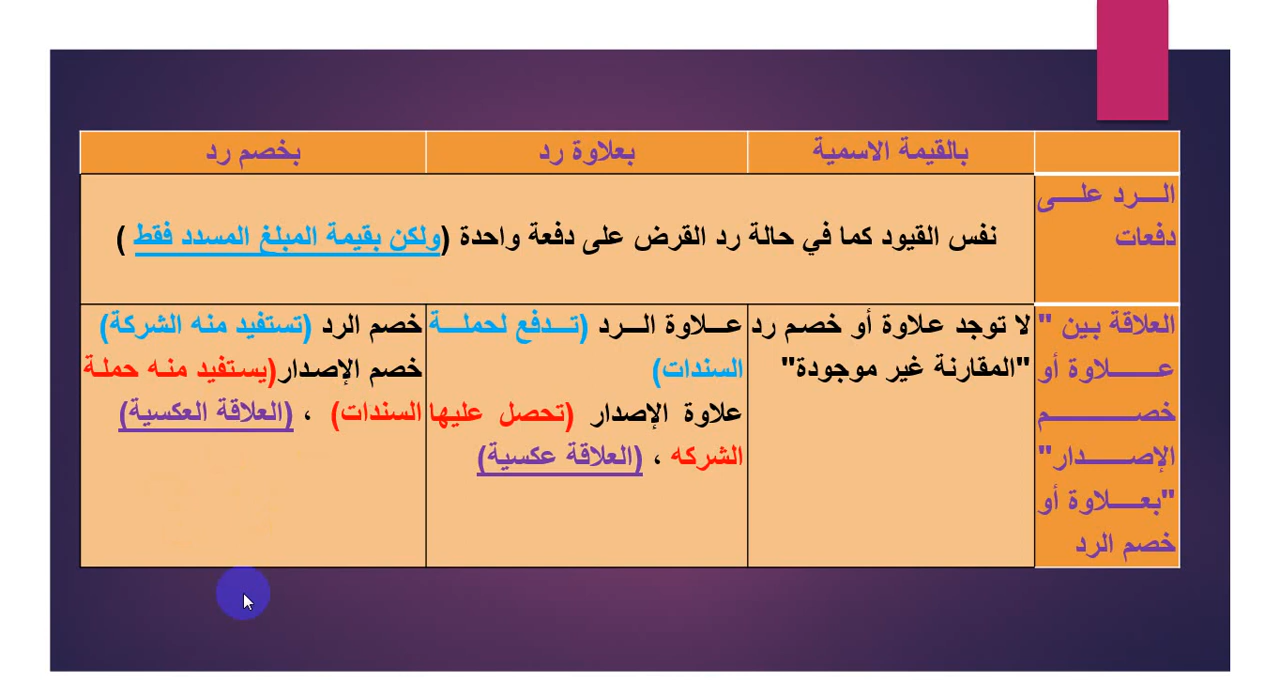 بالقيمة الاسمية
بعلاوة رد
بخصم رد
الــرد علــى
دفعات
نفس القيود كما في حالة رد القرض على دفعة واحدة (ولكن بقيمة المبلغ المسدد فقط )
العلاقة بين "
عــــلاوة أو
خصــــــــم
الإصـــــدار"
"بعــــلاوة أو
خصم الرد
لا توجد علاوة أو خصم رد
"المقارنة غير موجودة"
عــلاوة الــرد (تــدفع لحملــة
السندات)
علاوة الإصدار (تحصل عليها
الشركه ، (العلاقة عكسية)
خصم الرد (تستفيد منه الشركة)
خصم الإصدار(يستفيد منه حملة
السندات) ، (العلاقة العكسية)